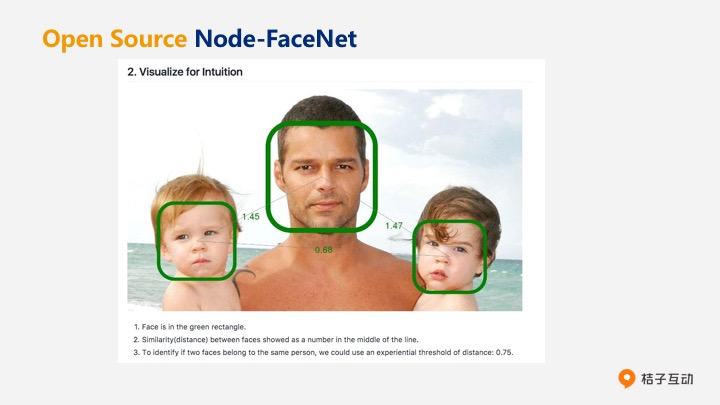 Open Source Node-FaceNet
2. Visualize for Intuition
1.45
1.47
0.68
1. Face is in the green rectangle.
2. Similarity(distance) between faces showed as a number in the middle of the line.
3. To identify if two faces belong to the same person, we could use an experiential threshold of distance: 0.75.
桔子互动